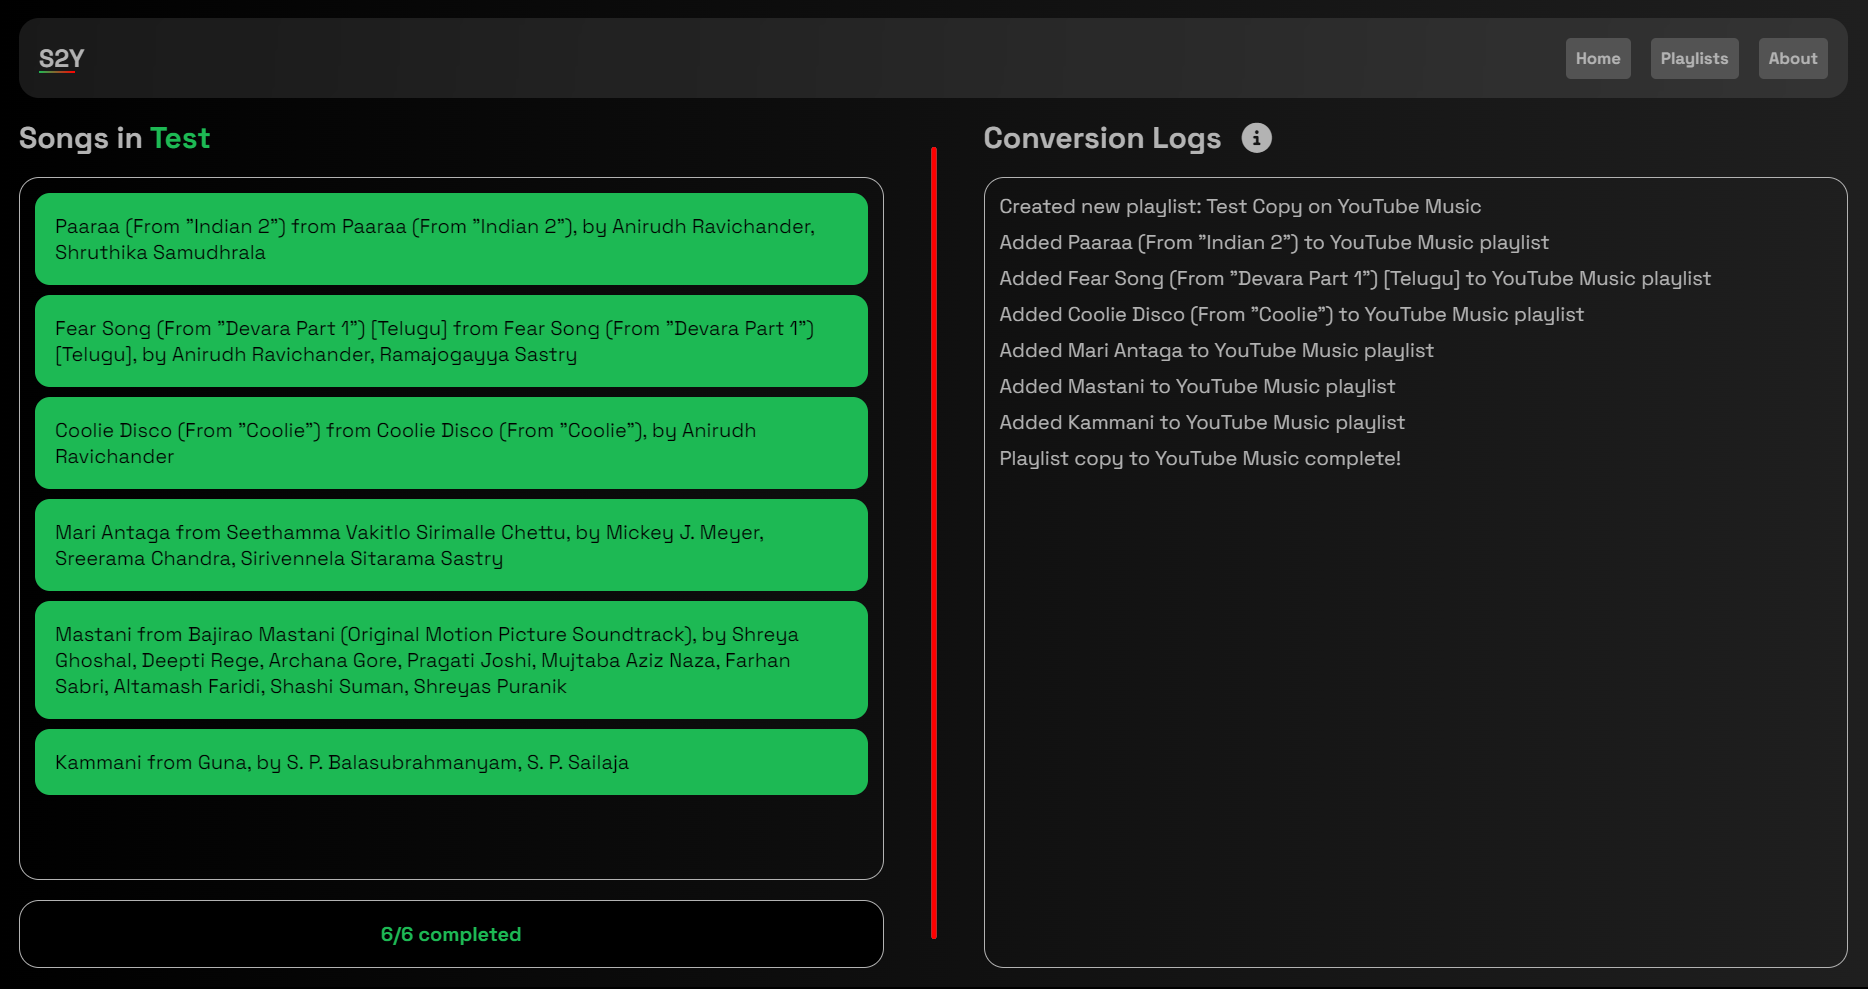 S2Y
Home
Playlists
About
Songs in Test
Paaraa (From ”Indian 2”) from Paaraa (From ”Indian 2”), by Anirudh Ravichander,
Shruthika Samudhrala
Fear Song (From ”Devara Part 1”) [Telugu] from Fear Song (From ”Devara Part 1”)
[Telugu], by Anirudh Ravichander, Ramajogayya Sastry
Coolie Disco (From ”Coolie”) from Coolie Disco (From ”Coolie”), by Anirudh
Ravichander
Mari Antaga from Seethamma Vakitlo Sirimalle Chettu, by Mickey J. Meyer,
Sreerama Chandra, Sirivennela Sitarama Sastry
Mastani from Bajirao Mastani (Original Motion Picture Soundtrack), by Shreya
Ghoshal, Deepti Rege, Archana Gore, Pragati Joshi, Mujtaba Aziz Naza, Farhan
Sabri, Altamash Faridi, Shashi Suman, Shreyas Puranik
Kammani from Guna, by S. P. Balasubrahmanyam, S. P. Sailaja
6/6 completed
Conversion Logs
Created new playlist: Test Copy on YouTube Music
Added Paaraa (From ”Indian 2”) to YouTube Music playlist
Added Fear Song (From ”Devara Part 1”) [Telugu] to YouTube Music playlist
Added Coolie Disco (From ”Coolie”) to YouTube Music playlist
Added Mari Antaga to YouTube Music playlist
Added Mastani to YouTube Music playlist
Added Kammani to YouTube Music playlist
Playlist copy to YouTube Music complete!